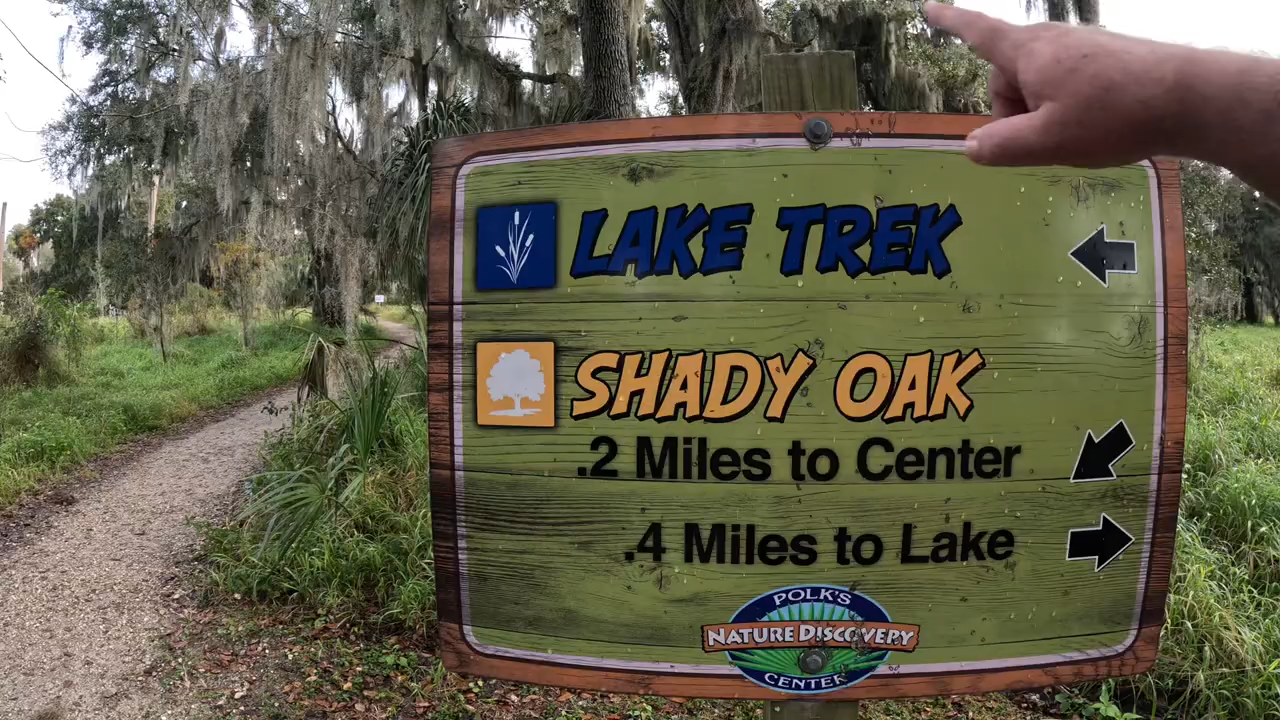 LAKE TREK
SHADY OAK
.2 Miles to Center
.4 Miles to Lake
POLK'S
NATURE DISCOVERY
CENTER